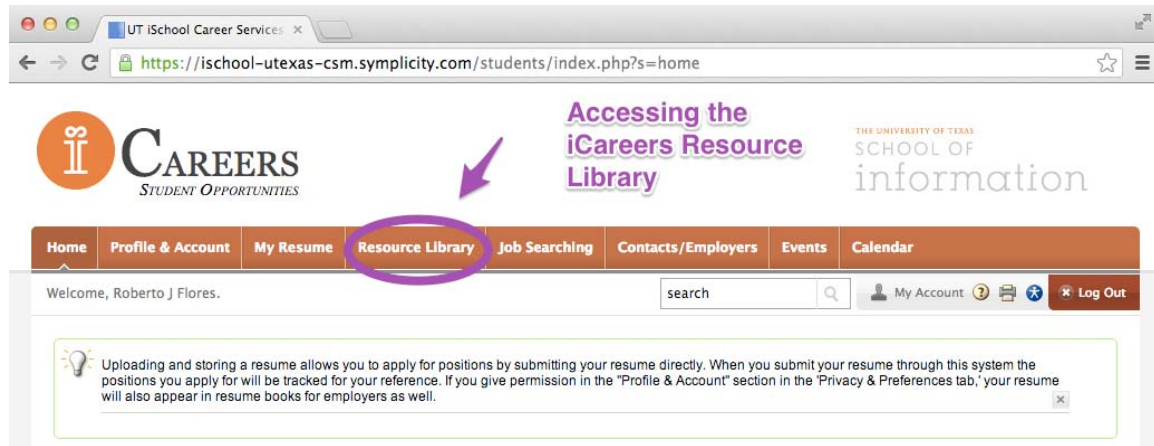 UT iSchool Career Services
https://ischool-utexas-csm.symplicity.com/students/index.php?s=home
Accessing the
iCareers Resource
Library
iS
CAREERS
STUDENT OPPORTUNITIES
THE UNIVERSITY OF TEXAS
SCHOOL OF
information
Home Profile & Account My Resume Resource Library Job Searching Contacts/Employers Events Calendar
Welcome, Roberto J Flores. search My Account ? Log Out
Uploading and storing a resume allows you to apply for positions by submitting your resume directly. When you submit your resume through this system the
positions you apply for will be tracked for your reference. If you give permission in the "Profile & Account" section in the 'Privacy & Preferences tab,' your resume
will also appear in resume books for employers as well.